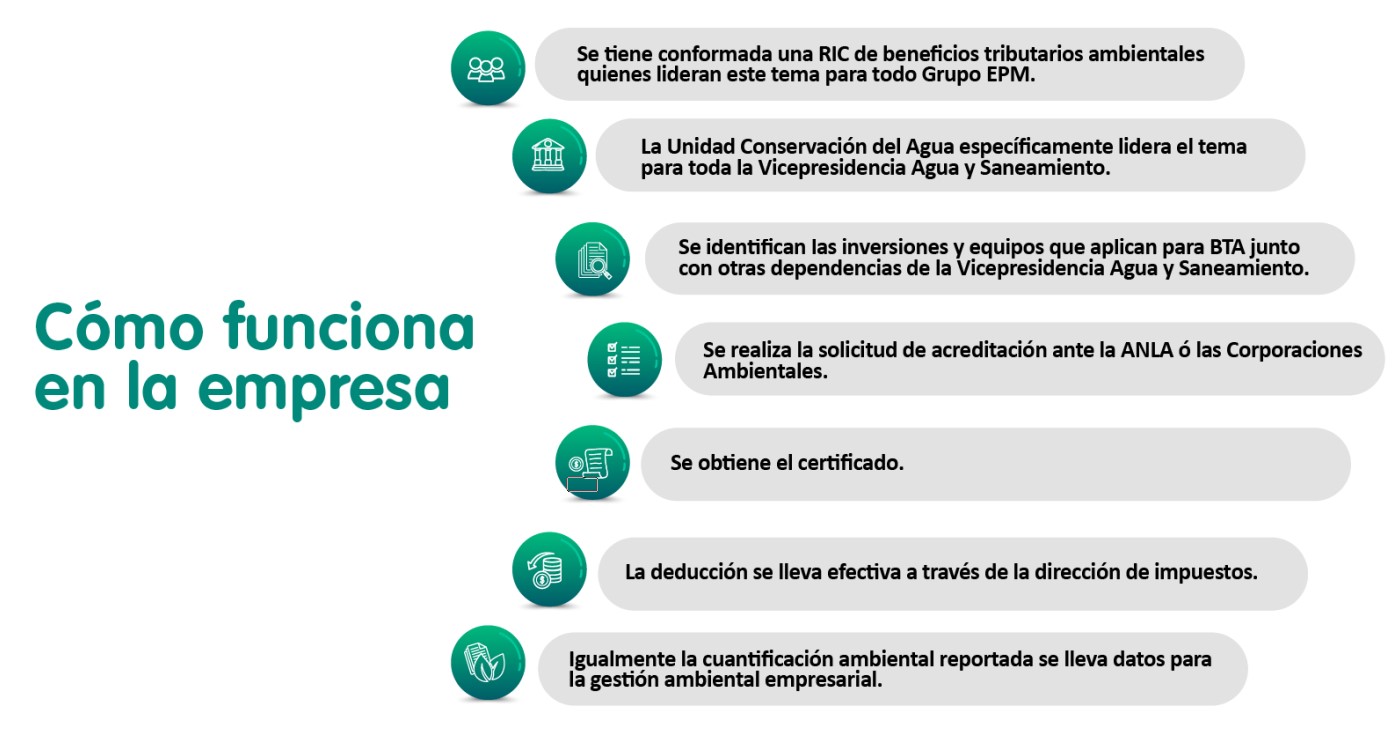 Se tiene conformada una RIC de beneficios tributarios ambientales
quienes lideran este tema para todo Grupo EPM.
La Unidad Conservación del Agua específicamente lidera el tema
para toda la Vicepresidencia Agua y Saneamiento.
Se identifican las inversiones y equipos que aplican para BTA junto
con otras dependencias de la Vicepresidencia Agua y Saneamiento.
Cómo funciona
en la empresa
Se realiza la solicitud de acreditación ante la ANLA ó las Corporaciones
Ambientales.
Se obtiene el certificado.
La deducción se lleva efectiva a través de la dirección de impuestos.
Igualmente la cuantificación ambiental reportada se lleva datos para
la gestión ambiental empresarial.